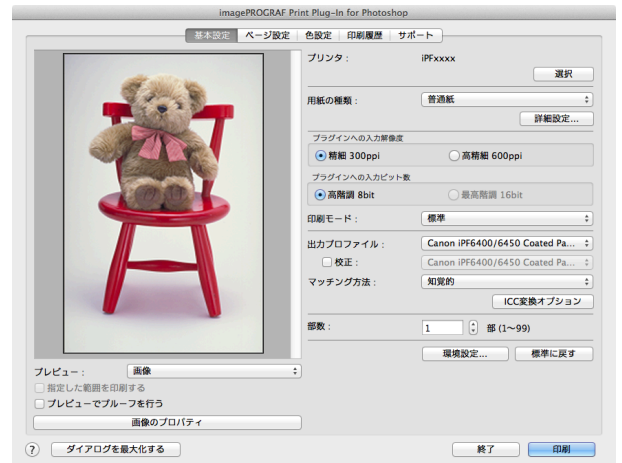 imagePROGRAF Print Plug-In for Photoshop
基本設定 ページ設定 色設定 印刷履歴 サポート
プリンタ： iPFxxxx
選択
用紙の種類： 普通紙
詳細設定...
プラグインへの入力解像度
精細 300ppi 高精細 600ppi
プラグインへの入力ビット数
高階調 8bit 最高階調 16bit
印刷モード： 標準
出力プロファイル： Canon iPF6400/6450 Coated Pa...
校正： Canon iPF6400/6450 Coated Pa...
マッチング方法： 知覚的
ICC変換オプション
部数： 1 部 (1〜99)
環境設定... 標準に戻す
プレビュー： 画像
指定した範囲を印刷する
プレビューでプルーフを行う
画像のプロパティ
? ダイアログを最大化する 終了 印刷